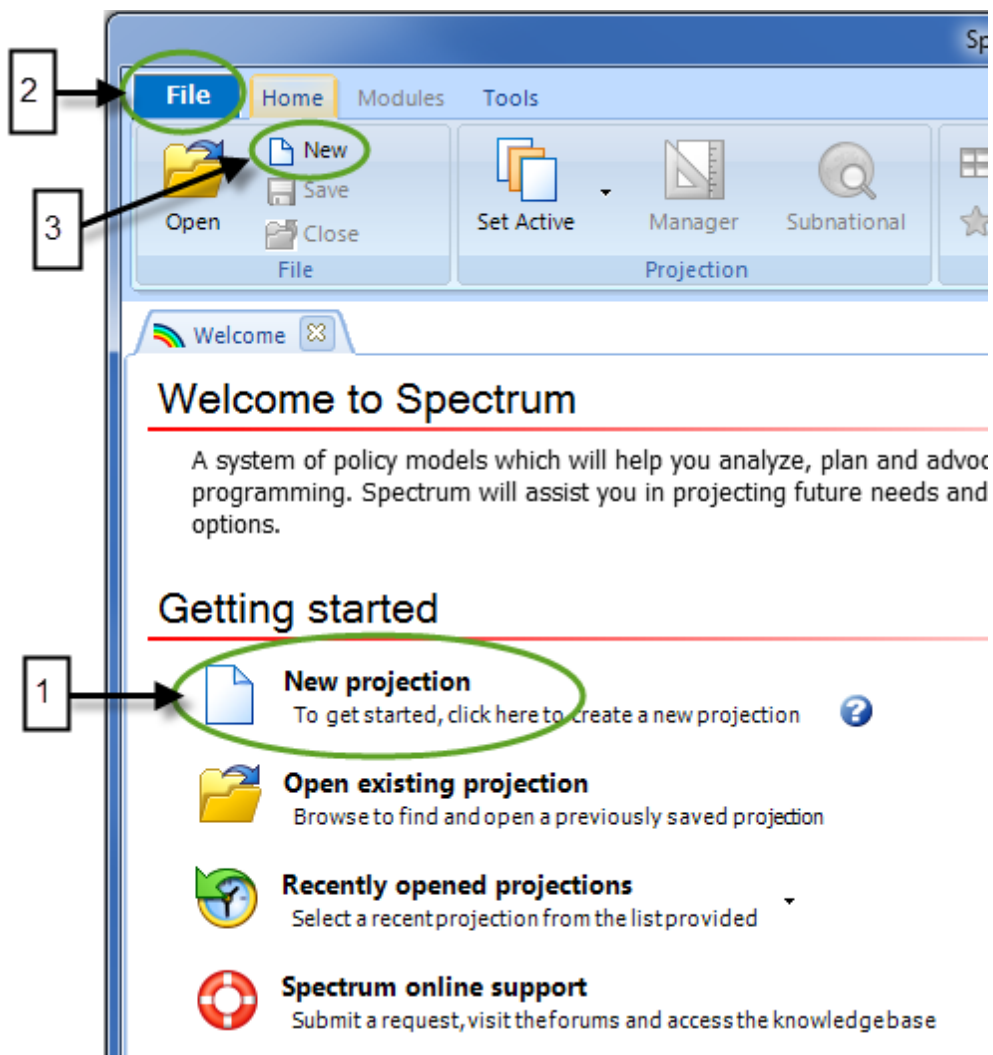 Sp
2
File Home Modules Tools
New
3
Save
Open
Close
Set Active
Manager
Subnational
File
Projection
Welcome
Welcome to Spectrum
A system of policy models which will help you analyze, plan and advoc
programming. Spectrum will assist you in projecting future needs and
options.
Getting started
1
New projection
To get started, click here to create a new projection
?
Open existing projection
Browse to find and open a previously saved projection
Recently opened projections
Select a recent projection from the list provided
Spectrum online support
Submit a request, visit the forums and access the knowledgebase